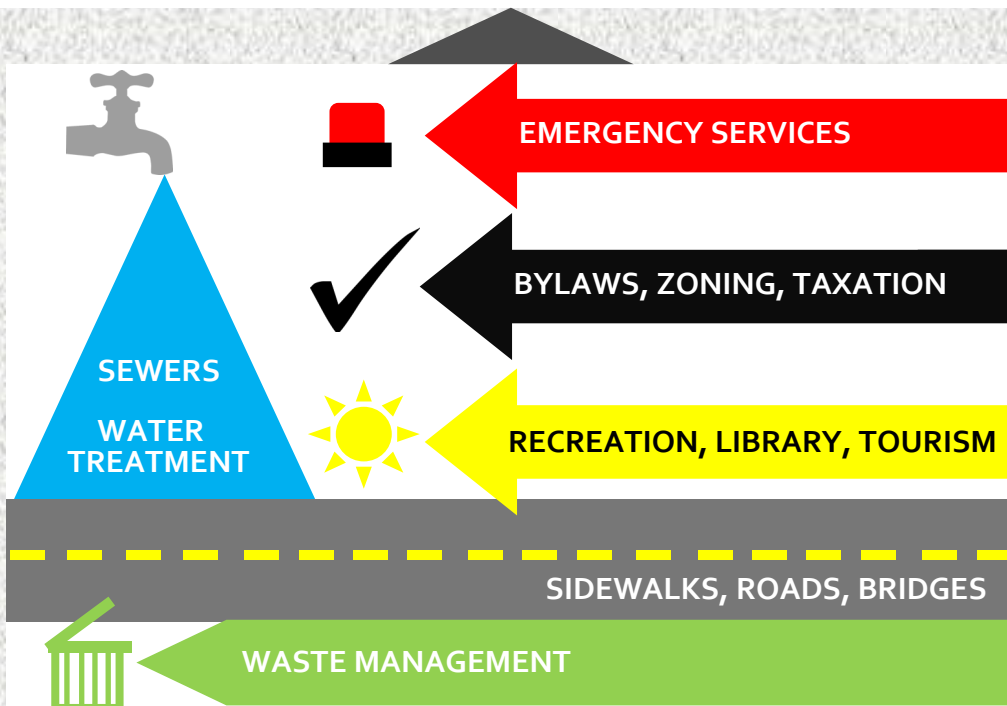 EMERGENCY SERVICES
BYLAWS, ZONING, TAXATION
SEWERS
WATER
TREATMENT
RECREATION, LIBRARY, TOURISM
SIDEWALKS, ROADS, BRIDGES
WASTE MANAGEMENT